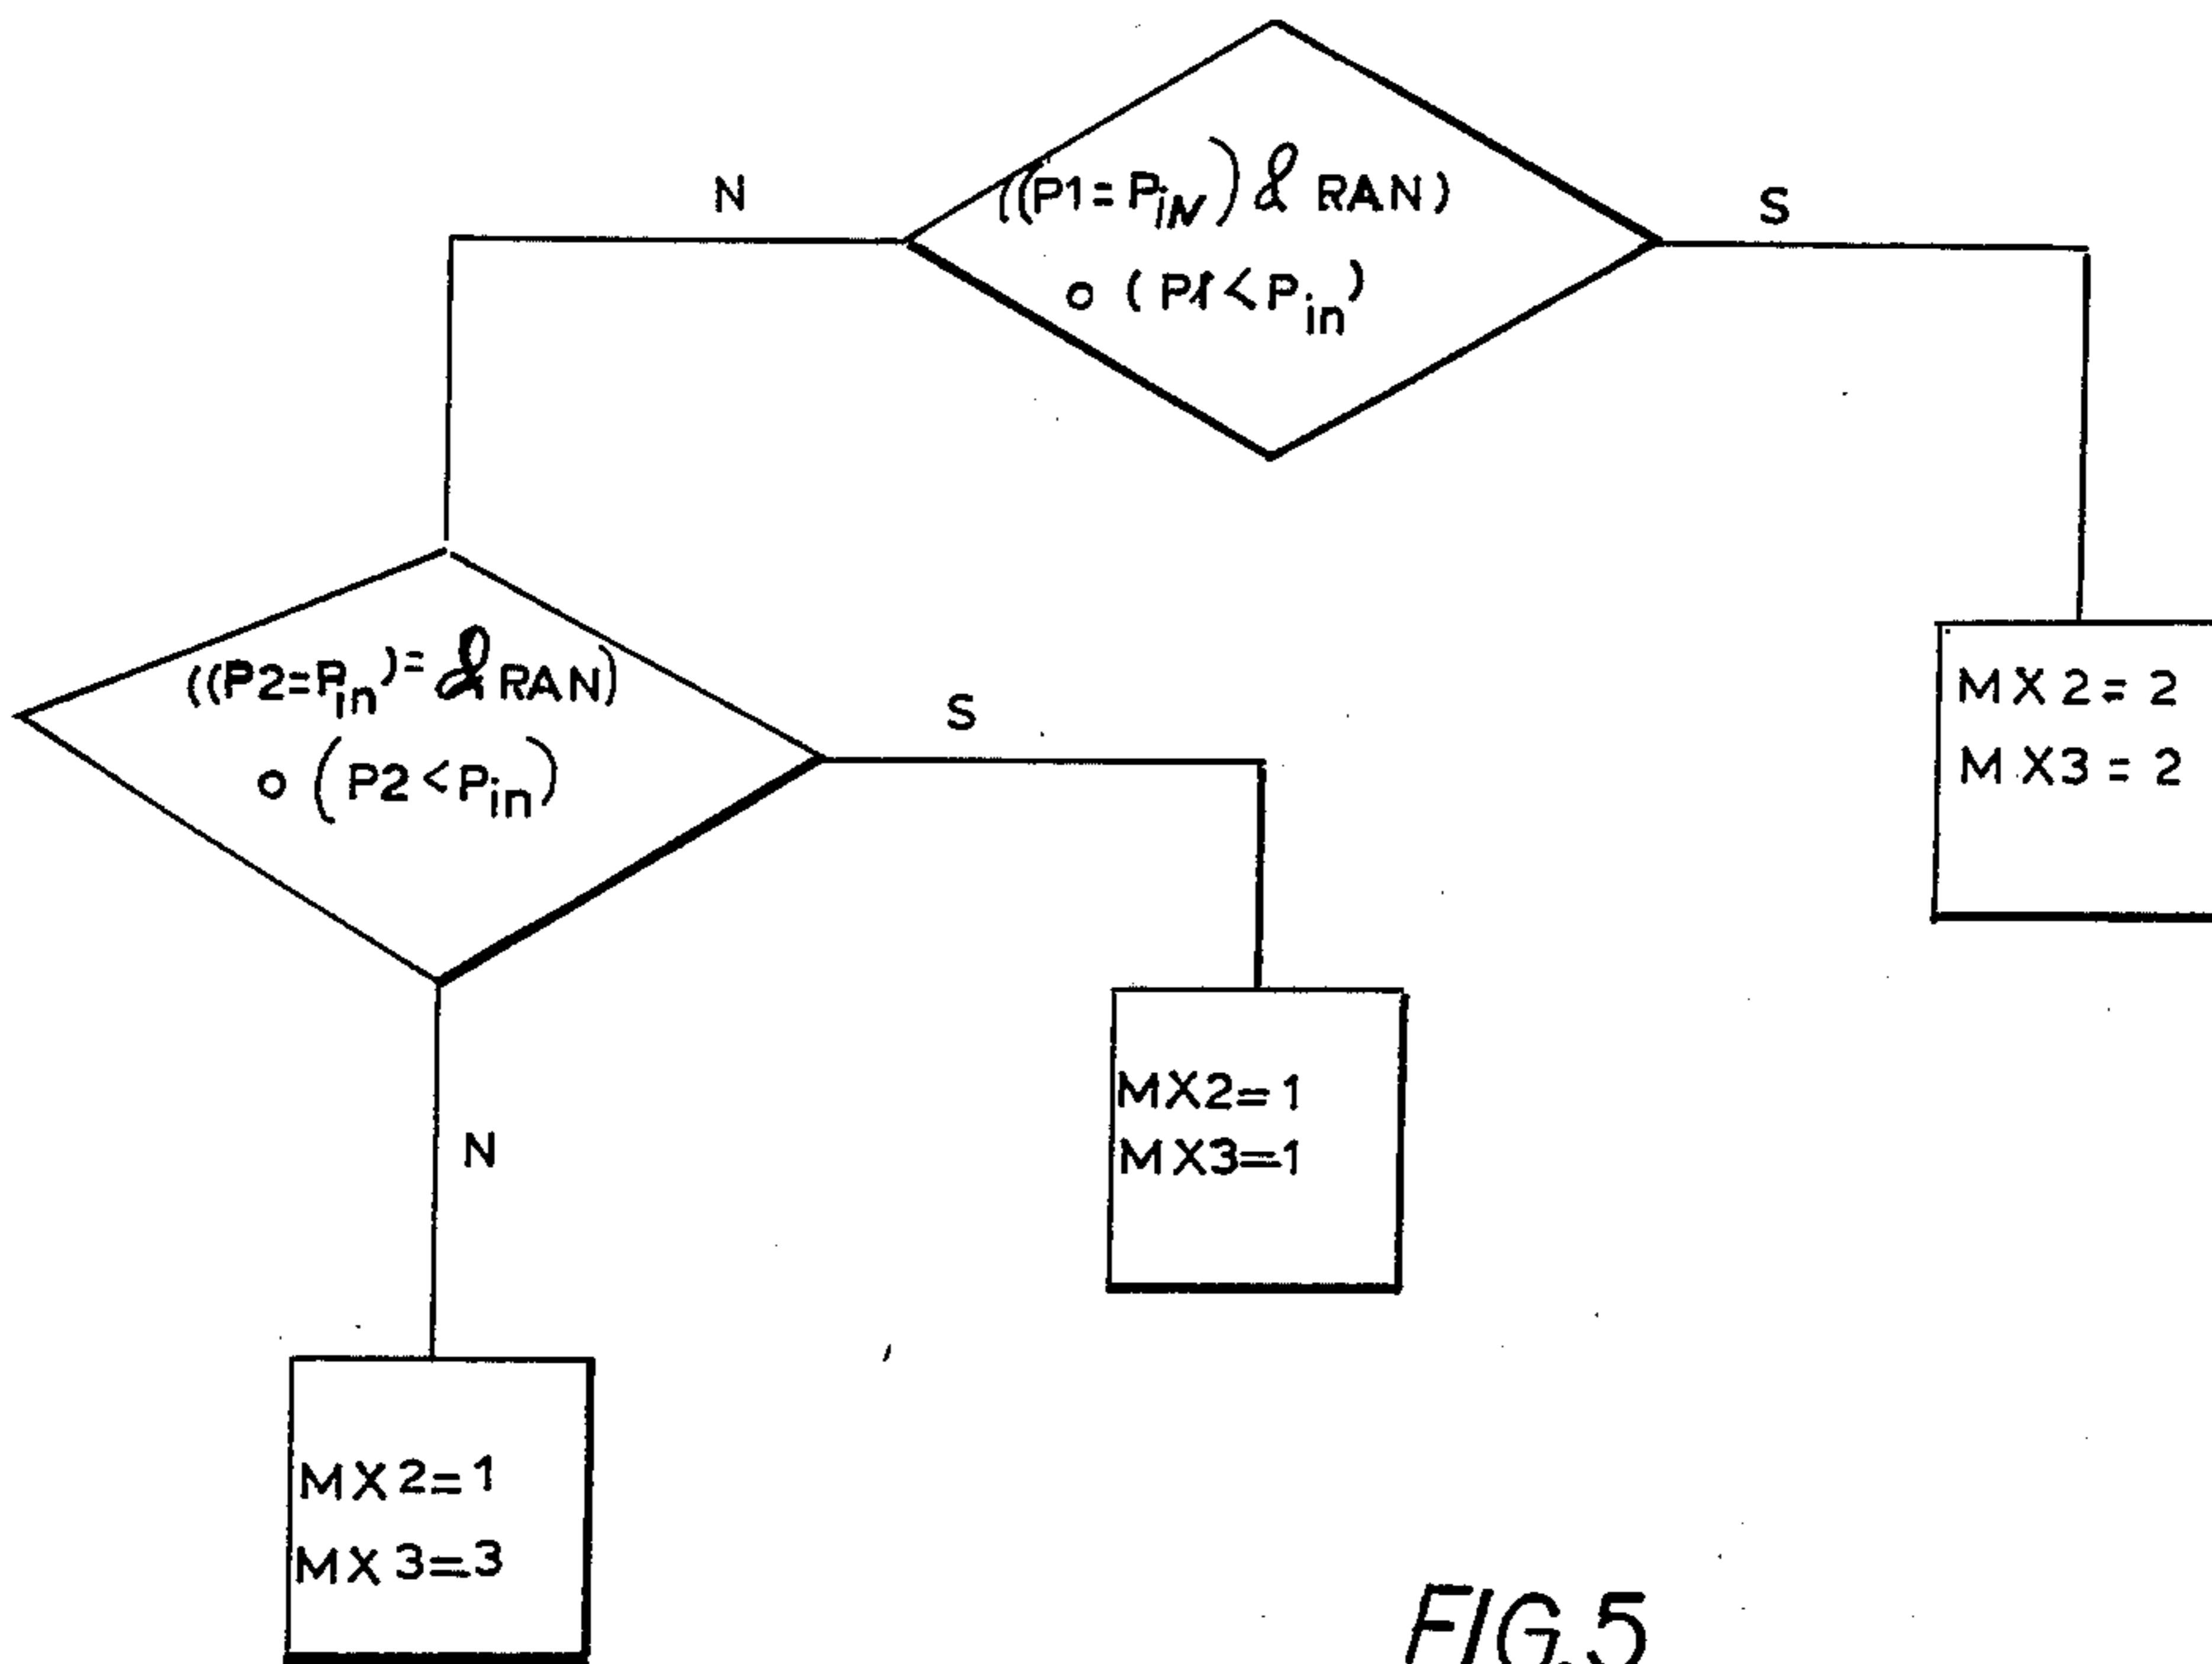 N
((P1=PiN) & RAN)
o (P1<Pin)
S
((P2=Pin)= & RAN)
o (P2<Pin)
S
MX2=2
MX3=2
MX2=1
MX3=1
N
MX2=1
MX3=3
FIG.5